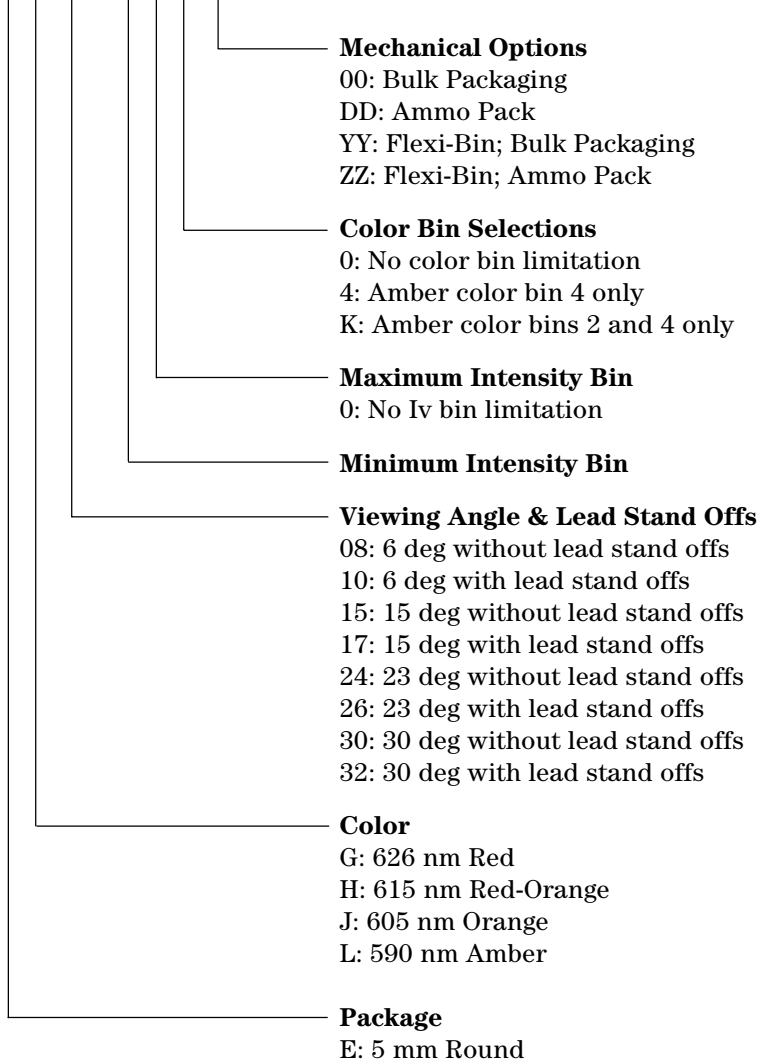 Mechanical Options
00: Bulk Packaging
DD: Ammo Pack
YY: Flexi-Bin; Bulk Packaging
ZZ: Flexi-Bin; Ammo Pack
Color Bin Selections
0: No color bin limitation
4: Amber color bin 4 only
K: Amber color bins 2 and 4 only
Maximum Intensity Bin
0: No Iv bin limitation
Minimum Intensity Bin
Viewing Angle & Lead Stand Offs
08: 6 deg without lead stand offs
10: 6 deg with lead stand offs
15: 15 deg without lead stand offs
17: 15 deg with lead stand offs
24: 23 deg without lead stand offs
26: 23 deg with lead stand offs
30: 30 deg without lead stand offs
32: 30 deg with lead stand offs
Color
G: 626 nm Red
H: 615 nm Red-Orange
J: 605 nm Orange
L: 590 nm Amber
Package
E: 5 mm Round